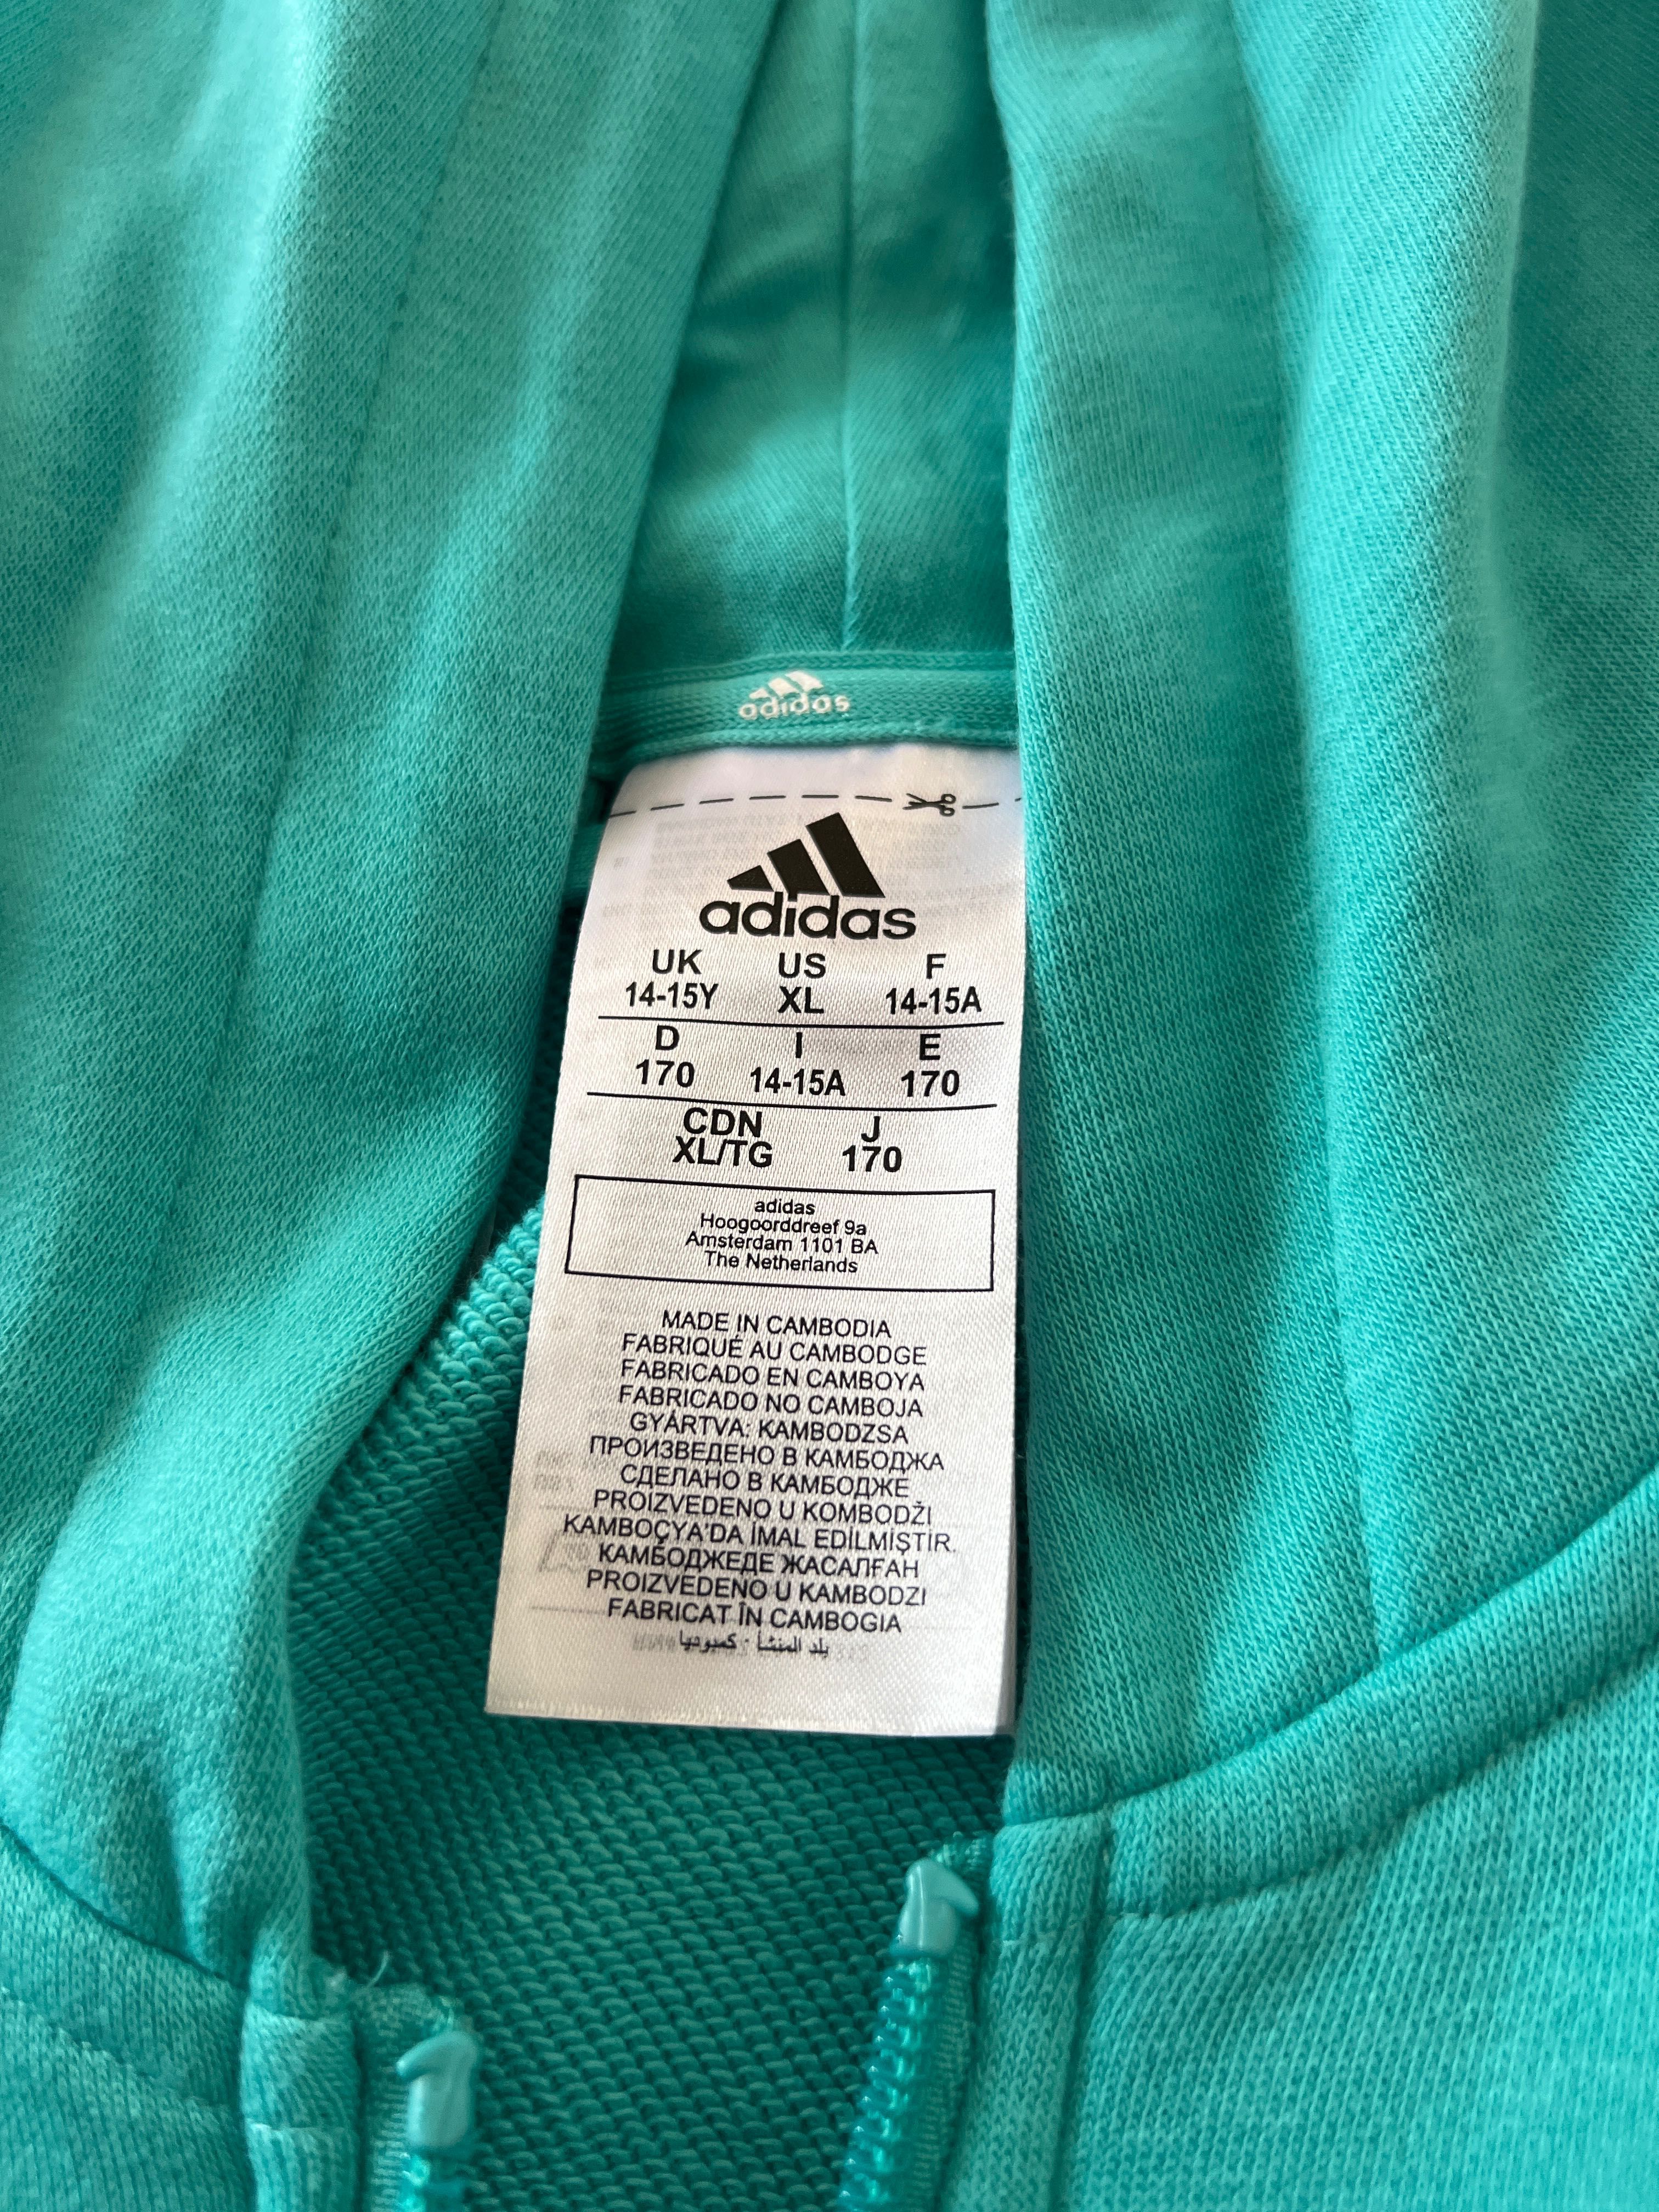 adidas
adidas
UK US F
14-15Y XL 14-15A
D I E
170 14-15A 170
CDN J
XL/TG 170
adidas
Hoogoorddreef 9a
Amsterdam 1101 BA
The Netherlands
MADE IN CAMBODIA
FABRIQUÉ AU CAMBODGE
FABRICADO EN CAMBOYA
FABRICADO NO CAMBOJA
GYÁRTVA: KAMBODZSA
ПРОИЗВЕДЕНО В КАМБОДЖА
СДЕЛАНО В КАМБОДЖЕ
PROIZVEDENO U KOMBODŽI
KAMBOÇYA'DA İMAL EDİLMİŞTİR.
КАМБОДЖЕДЕ ЖАСАЛҒАН
PROIZVEDENO U KAMBODZI
FABRICAT ÎN CAMBOGIA
بلد المنشأ : كمبوديا